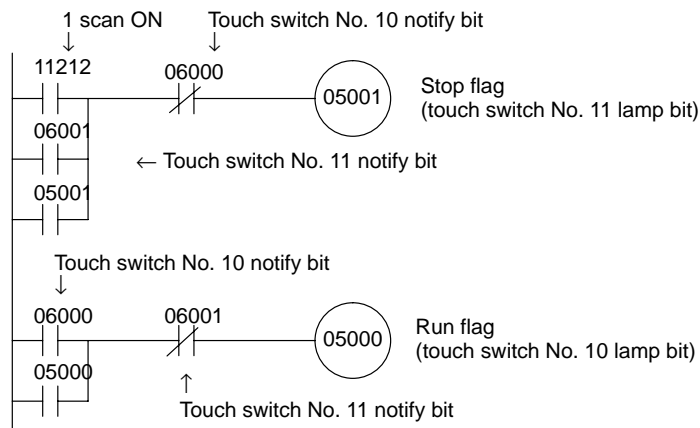 1 scan ON
Touch switch No. 10 notify bit
↓
↓
11212
06000
05001
Stop flag
(touch switch No. 11 lamp bit)
06001
← Touch switch No. 11 notify bit
05001
Touch switch No. 10 notify bit
↓
06000
06001
05000
Run flag
(touch switch No. 10 lamp bit)
05000
↑
Touch switch No. 11 notify bit